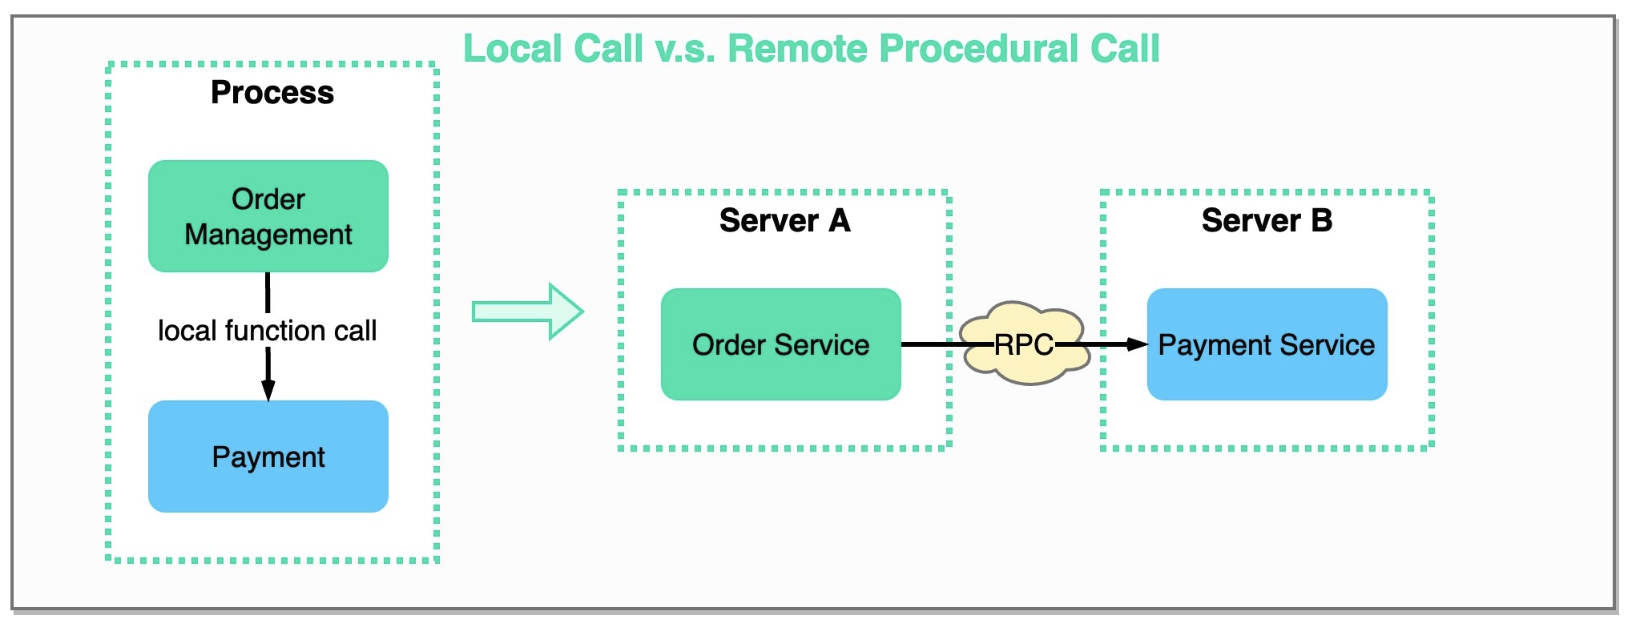 Local Call v.s. Remote Procedural Call
Process
Order
Management
local function call
Payment
Server A
Order Service
RPC
Server B
Payment Service